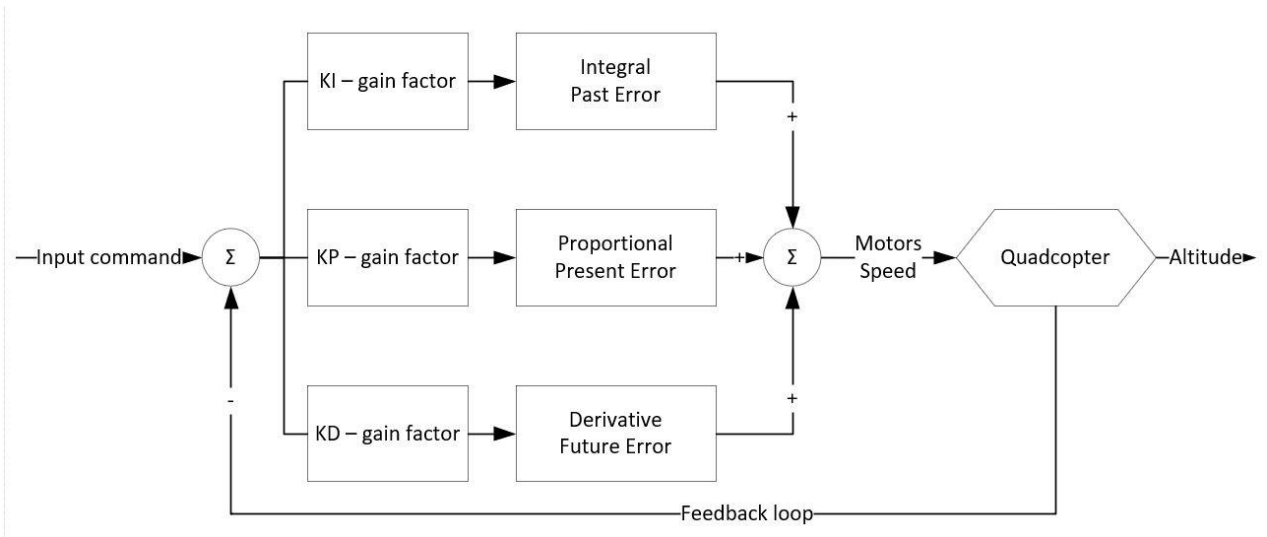 KI – gain factor
Integral
Past Error
+
Input command
Σ
KP – gain factor
Proportional
Present Error
+
Σ
Motors
Speed
Quadcopter
Altitude
-
KD – gain factor
Derivative
Future Error
+
Feedback loop